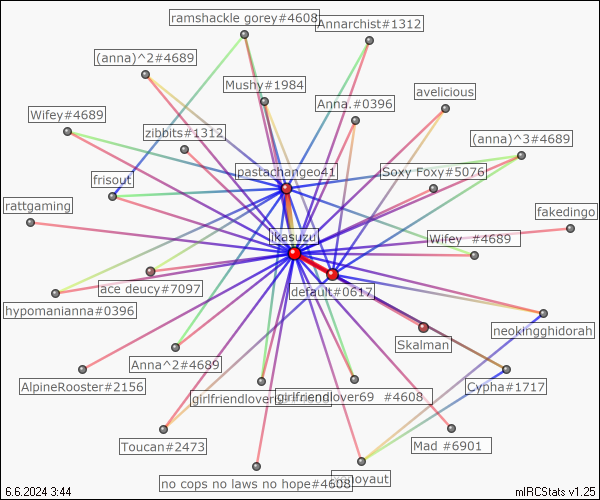 ramshackle gorey#4608
Annarchist#1312
(anna)^2#4689
Mushy#1984
avelicious
Anna.#0396
Wifey#4689
zibbits#1312
(anna)^3#4689
pastachangeo41
Soxy Foxy#5076
frisout
rattgaming
fakedingo
ikasuzu
Wifey #4689
ace deucy#7097
default#0617
hypomanianna#0396
neokingghidorah
Skalman
Anna^2#4689
AlpineRooster#2156
Cypha#1717
girlfriendlover69 #4608
Toucan#2473
Mad #6901
no cops no laws no hope#4608
6.6.2024 3:44
mIRCStats v1.25